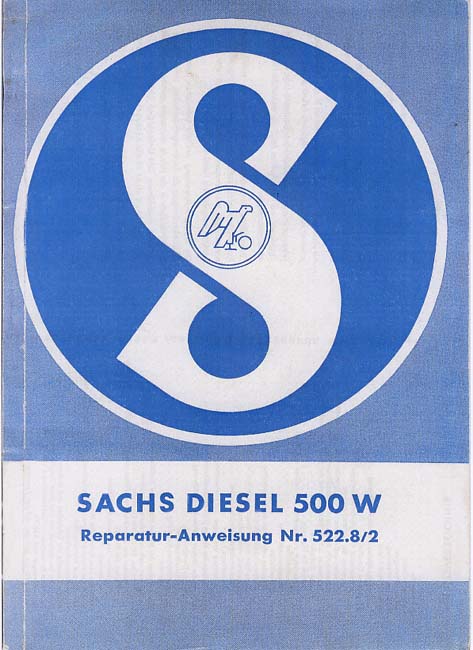 S
SACHS DIESEL 500 W
Reparatur-Anweisung Nr. 522.8/2